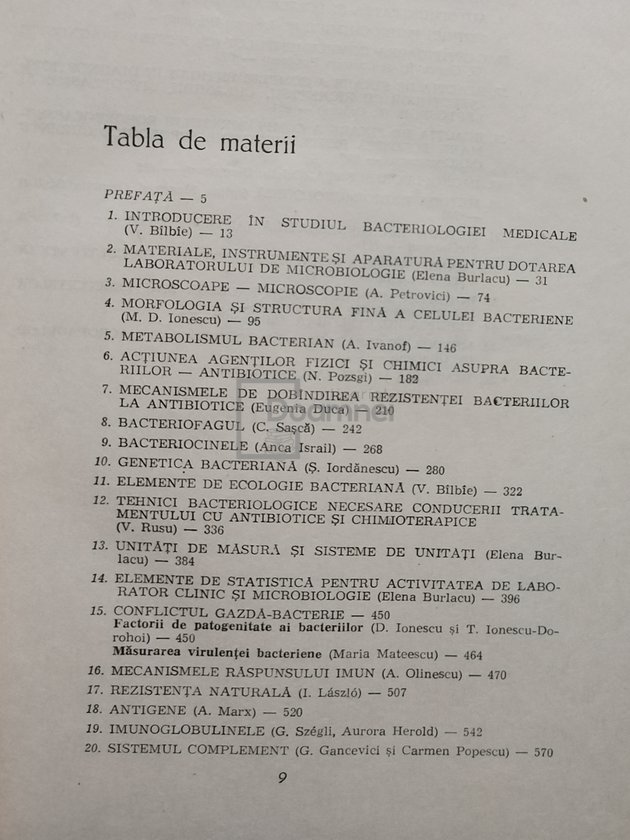 Tabla de materii
PREFAȚĂ — 5
1. INTRODUCERE ÎN STUDIUL BACTERIOLOGIEI MEDICALE
(V. Bîlbîe) — 13
2. MATERIALE, INSTRUMENTE ȘI APARATURĂ PENTRU DOTAREA
LABORATORULUI DE MICROBIOLOGIE (Elena Burlacu) — 31
3. MICROSCOAPE — MICROSCOPIE (A. Petrovici) — 74
4. MORFOLOGIA ȘI STRUCTURA FINĂ A CELULEI BACTERIENE
(M. D. Ionescu) — 95
5. METABOLISMUL BACTERIAN (A. Ivanof) — 146
6. ACȚIUNEA AGENȚILOR FIZICI ȘI CHIMICI ASUPRA BACTE-
RIILOR — ANTIBIOTICE (N. Pozsgi) — 182
7. MECANISMELE DE DOBÎNDIREA REZISTENȚEI BACTERIILOR
LA ANTIBIOTICE (Eugenia Duca) — 210
8. BACTERIOFAGUL (C. Sașcă) — 242
9. BACTERIOCINELE (Anca Israil) — 268
10. GENETICA BACTERIANĂ (Ș. Iordănescu) — 280
11. ELEMENTE DE ECOLOGIE BACTERIANĂ (V. Bîlbîe) — 322
12. TEHNICI BACTERIOLOGICE NECESARE CONDUCERII TRATA-
MENTULUI CU ANTIBIOTICE ȘI CHIMIOTERAPICE
(V. Rusu) — 336
13. UNITĂȚI DE MĂSURĂ ȘI SISTEME DE UNITĂȚI (Elena Bur-
lacu) — 384
14. ELEMENTE DE STATISTICĂ PENTRU ACTIVITATEA DE LABO-
RATOR CLINIC ȘI MICROBIOLOGIE (Elena Burlacu) — 396
15. CONFLICTUL GAZDĂ-BACTERIE — 450
Factorii de patogenitate ai bacteriilor (D. Ionescu și T. Ionescu-Do-
rohoi) — 450
Măsurarea virulenței bacteriene (Maria Mateescu) — 464
16. MECANISMELE RĂSPUNSULUI IMUN (A. Olinescu) — 470
17. REZISTENȚA NATURALĂ (I. László) — 507
18. ANTIGENE (A. Marx) — 520
19. IMUNOGLOBULINELE (G. Szégli, Aurora Herold) — 542
20. SISTEMUL COMPLEMENT (G. Gancevici și Carmen Popescu) — 570
9